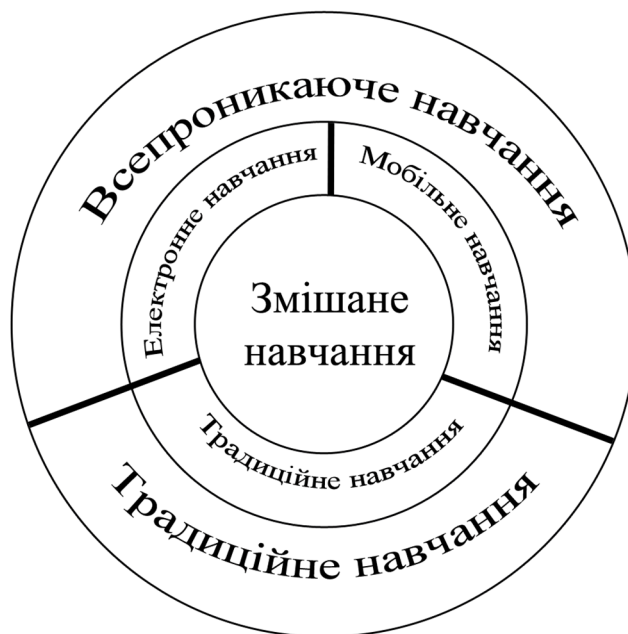 Всепроникаюче навчання
Електронне навчання
Мобільне навчання
Змішане
навчання
Традиційне навчання
Традиційне навчання